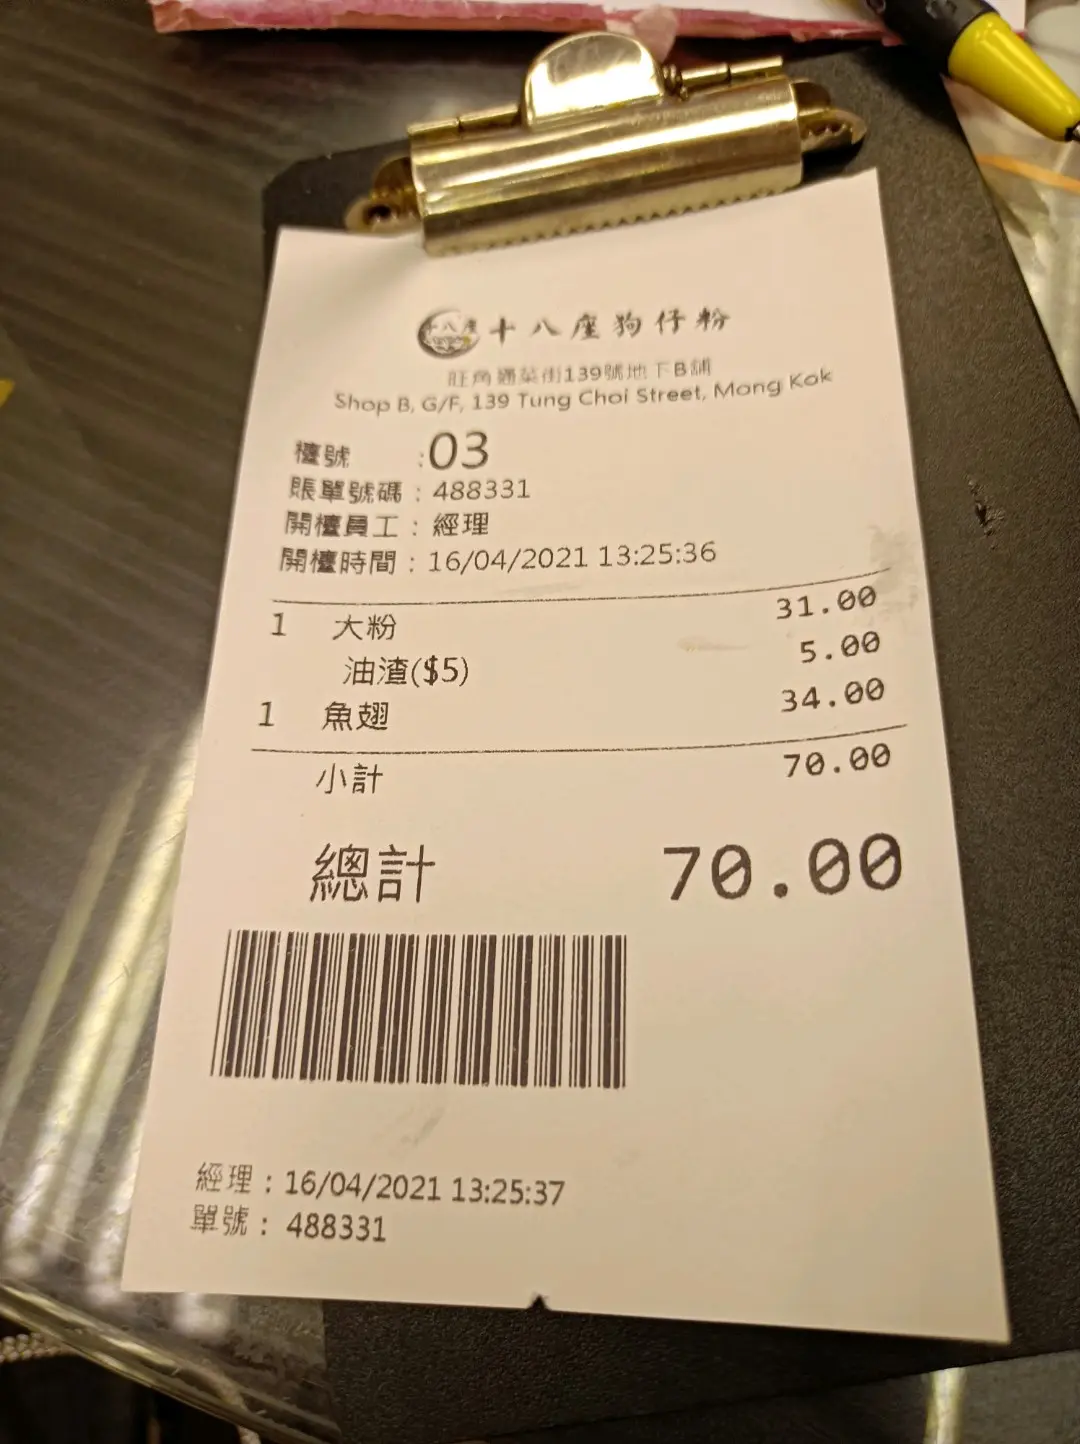 十八座狗仔粉
旺角通菜街139號地下B舖
Shop B, G/F, 139 Tung Choi Street, Mong Kok
檯號 :03
賬單號碼 : 488331
開檯員工 : 經理
開檯時間 : 16/04/2021 13:25:36
1 大粉 31.00
油渣($5) 5.00
1 魚翅 34.00
小計 70.00
總計 70.00
經理 : 16/04/2021 13:25:37
單號 : 488331